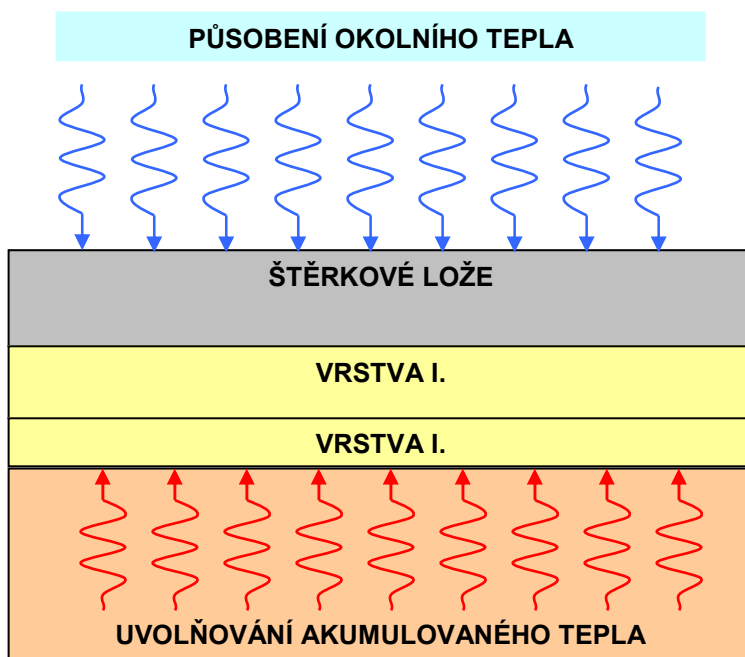 PŮSOBENÍ OKOLNÍHO TEPLA
ŠTĚRKOVÉ LOŽE
VRSTVA I.
VRSTVA I.
UVOLŇOVÁNÍ AKUMULOVANÉHO TEPLA